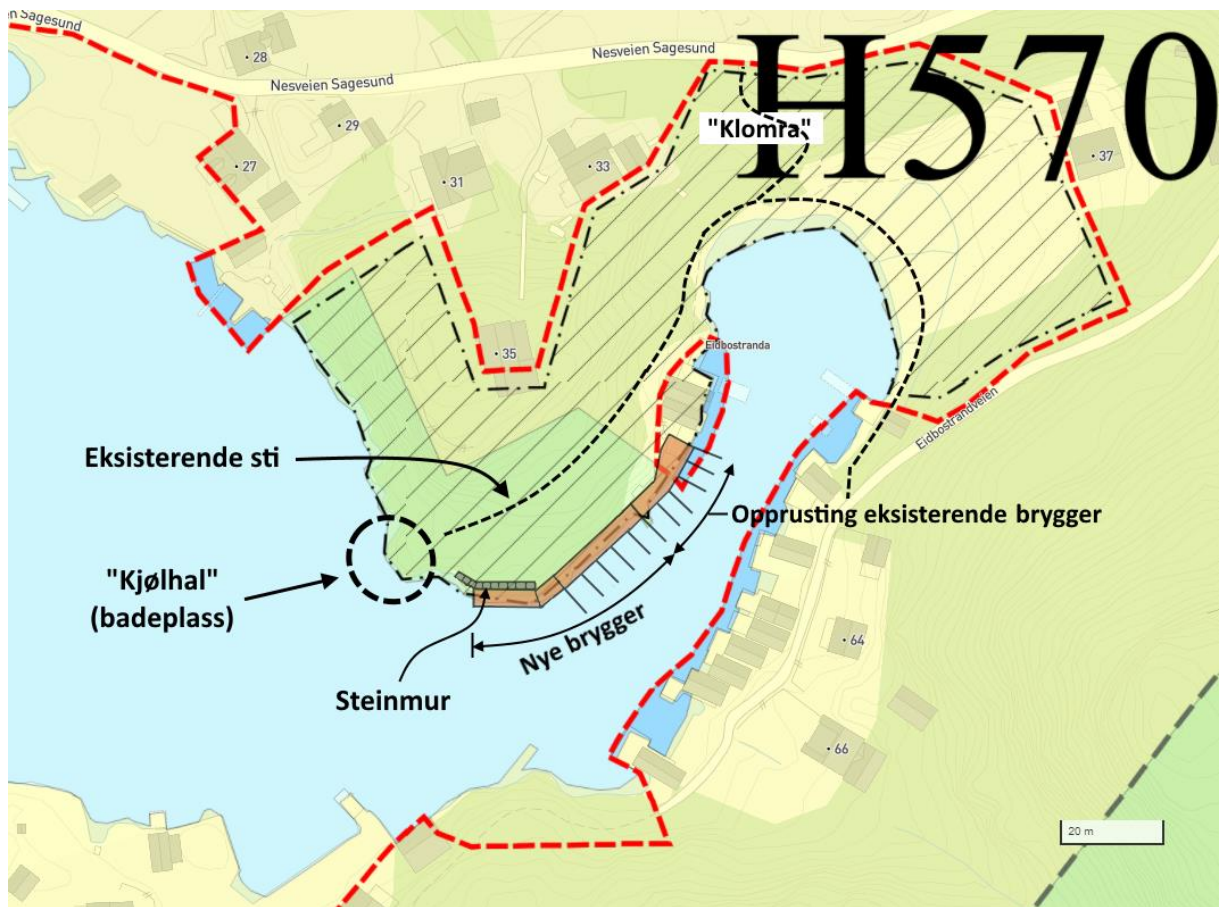 H570
28
Nesveien Sagesund
Nesveien Sagesund
"Klomra"
29
27
31
33
37
35
Eidbostranda
Eidbostrandveien
Eksisterende sti
Opprusting eksisterende brygger
"Kjølhal"
(badeplass)
Nye brygger
Steinmur
64
66
20 m